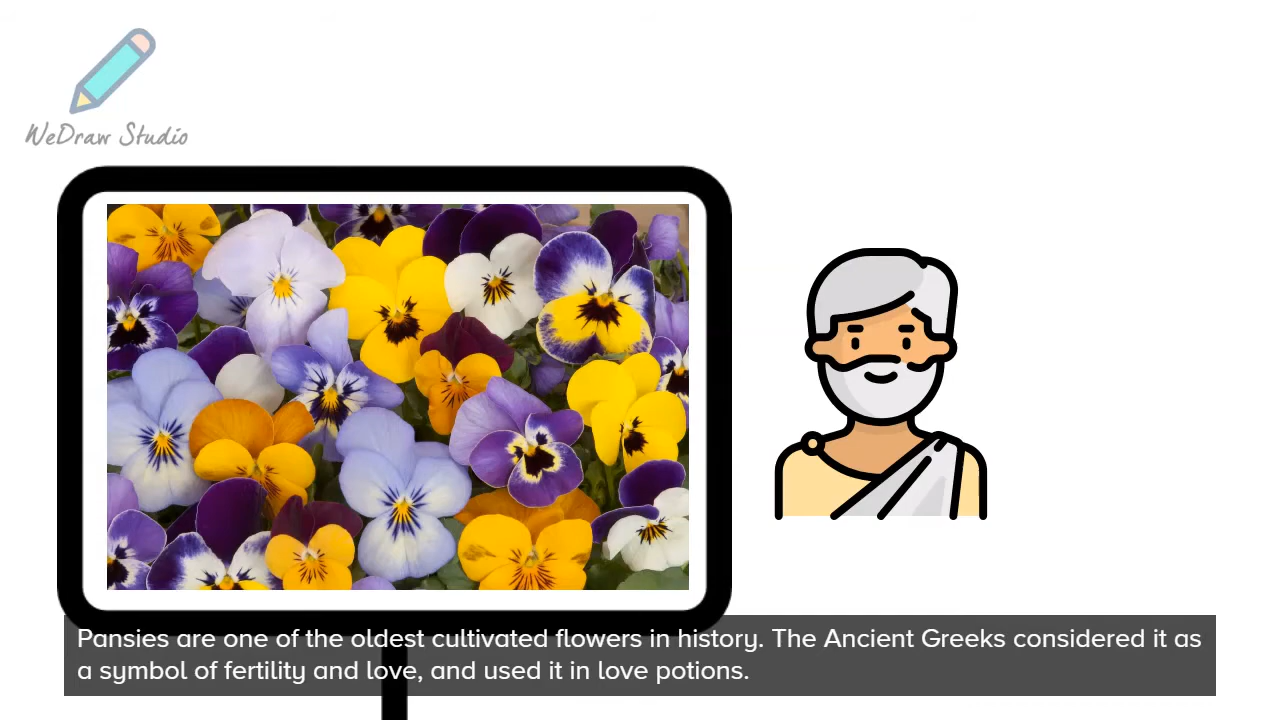 WeDraw Studio
Pansies are one of the oldest cultivated flowers in history. The Ancient Greeks considered it as
a symbol of fertility and love, and used it in love potions.